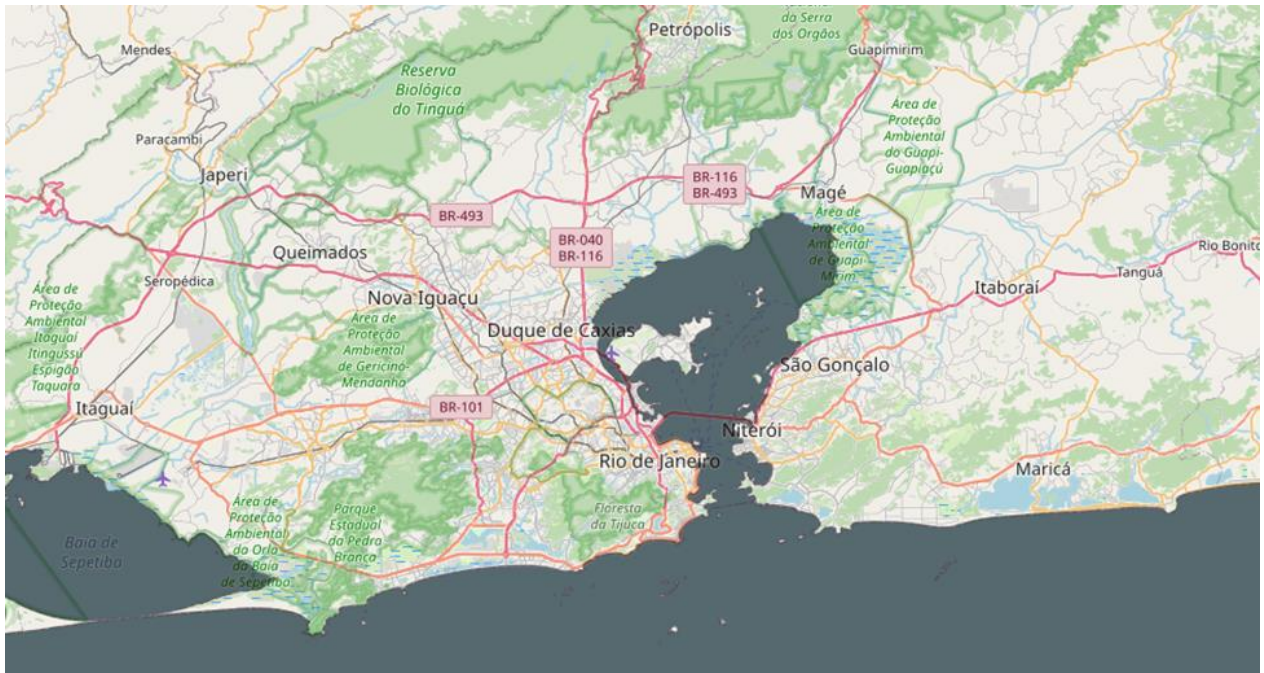 Petrópolis
da Serra
dos Órgãos
Mendes
Guapimirim
Reserva
Biológica
do Tinguá
Área de
Proteção
Ambiental
do Guapi-
Guapiaçú
Paracambi
Japeri
BR-116
BR-493
Magé
BR-493
Área de
Proteção
Ambiental
de Guapi-
Mirim
BR-040
BR-116
Queimados
Rio Bonito
Tanguá
Seropédica
Itaboraí
Nova Iguaçu
Área de
Proteção
Ambiental
Itaguaí
Itingussú
Espigão
Taquara
Área de
Proteção
Ambiental
de Gericinó-
Mendanha
Duque de Caxias
São Gonçalo
Itaguaí
BR-101
Niterói
Rio de Janeiro
Maricá
Área de
Proteção
Ambiental
da Orla
da Baía
de Sepetiba
Parque
Estadual
da Pedra
Branca
Floresta
da Tijuca
Baía de
Sepetiba